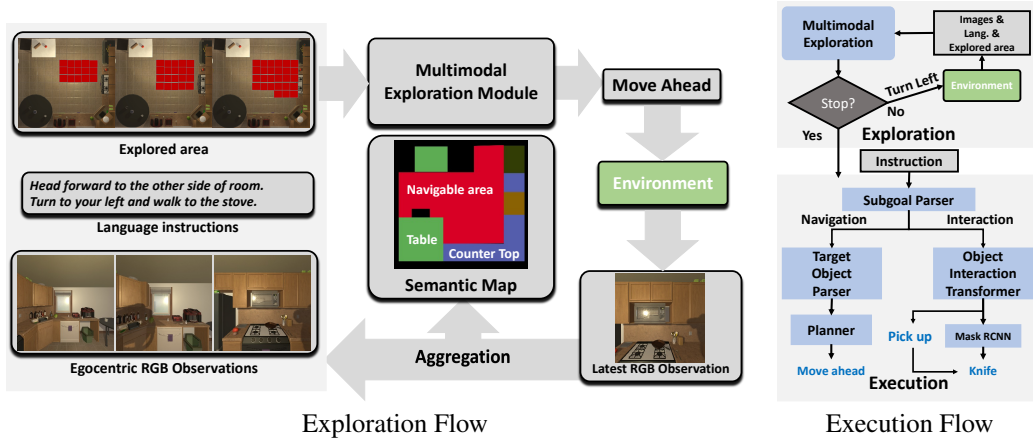 Explored area
Head forward to the other side of room.
Turn to your left and walk to the stove.
Language instructions
Egocentric RGB Observations
Multimodal
Exploration Module
Navigable area
Table
Counter Top
Semantic Map
Aggregation
Move Ahead
Environment
Latest RGB Observation
Exploration Flow
Multimodal
Exploration
Images &
Lang. &
Explored area
Environment
Turn Left
Stop?
No
Yes
Exploration
Instruction
Subgoal Parser
Navigation
Interaction
Target
Object
Parser
Object
Interaction
Transformer
Planner
Pick up
Mask RCNN
Move ahead
Knife
Execution
Execution Flow